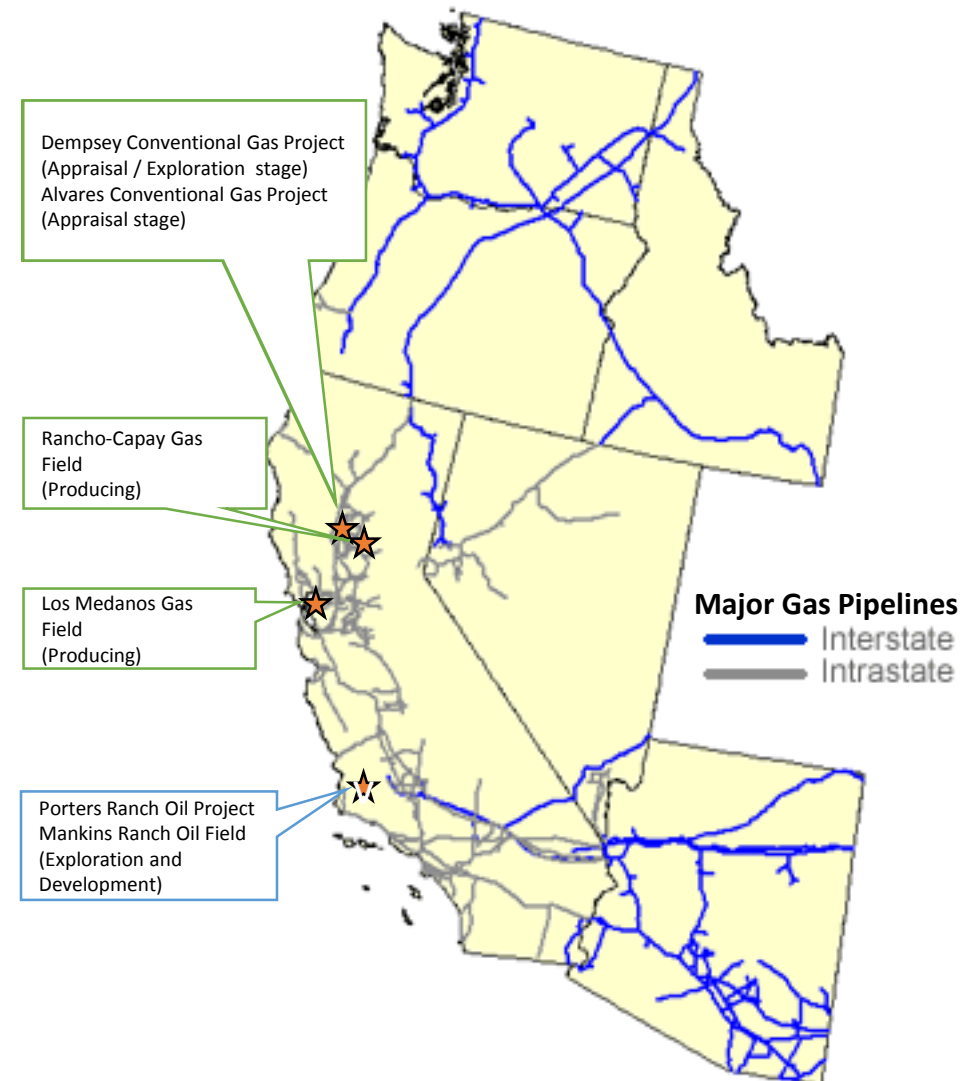 Dempsey Conventional Gas Project
(Appraisal / Exploration stage)
Alvares Conventional Gas Project
(Appraisal stage)
Rancho-Capay Gas
Field
(Producing)
Los Medanos Gas
Field
(Producing)
Major Gas Pipelines
Interstate
Intrastate
Porters Ranch Oil Project
Mankins Ranch Oil Field
(Exploration and
Development)